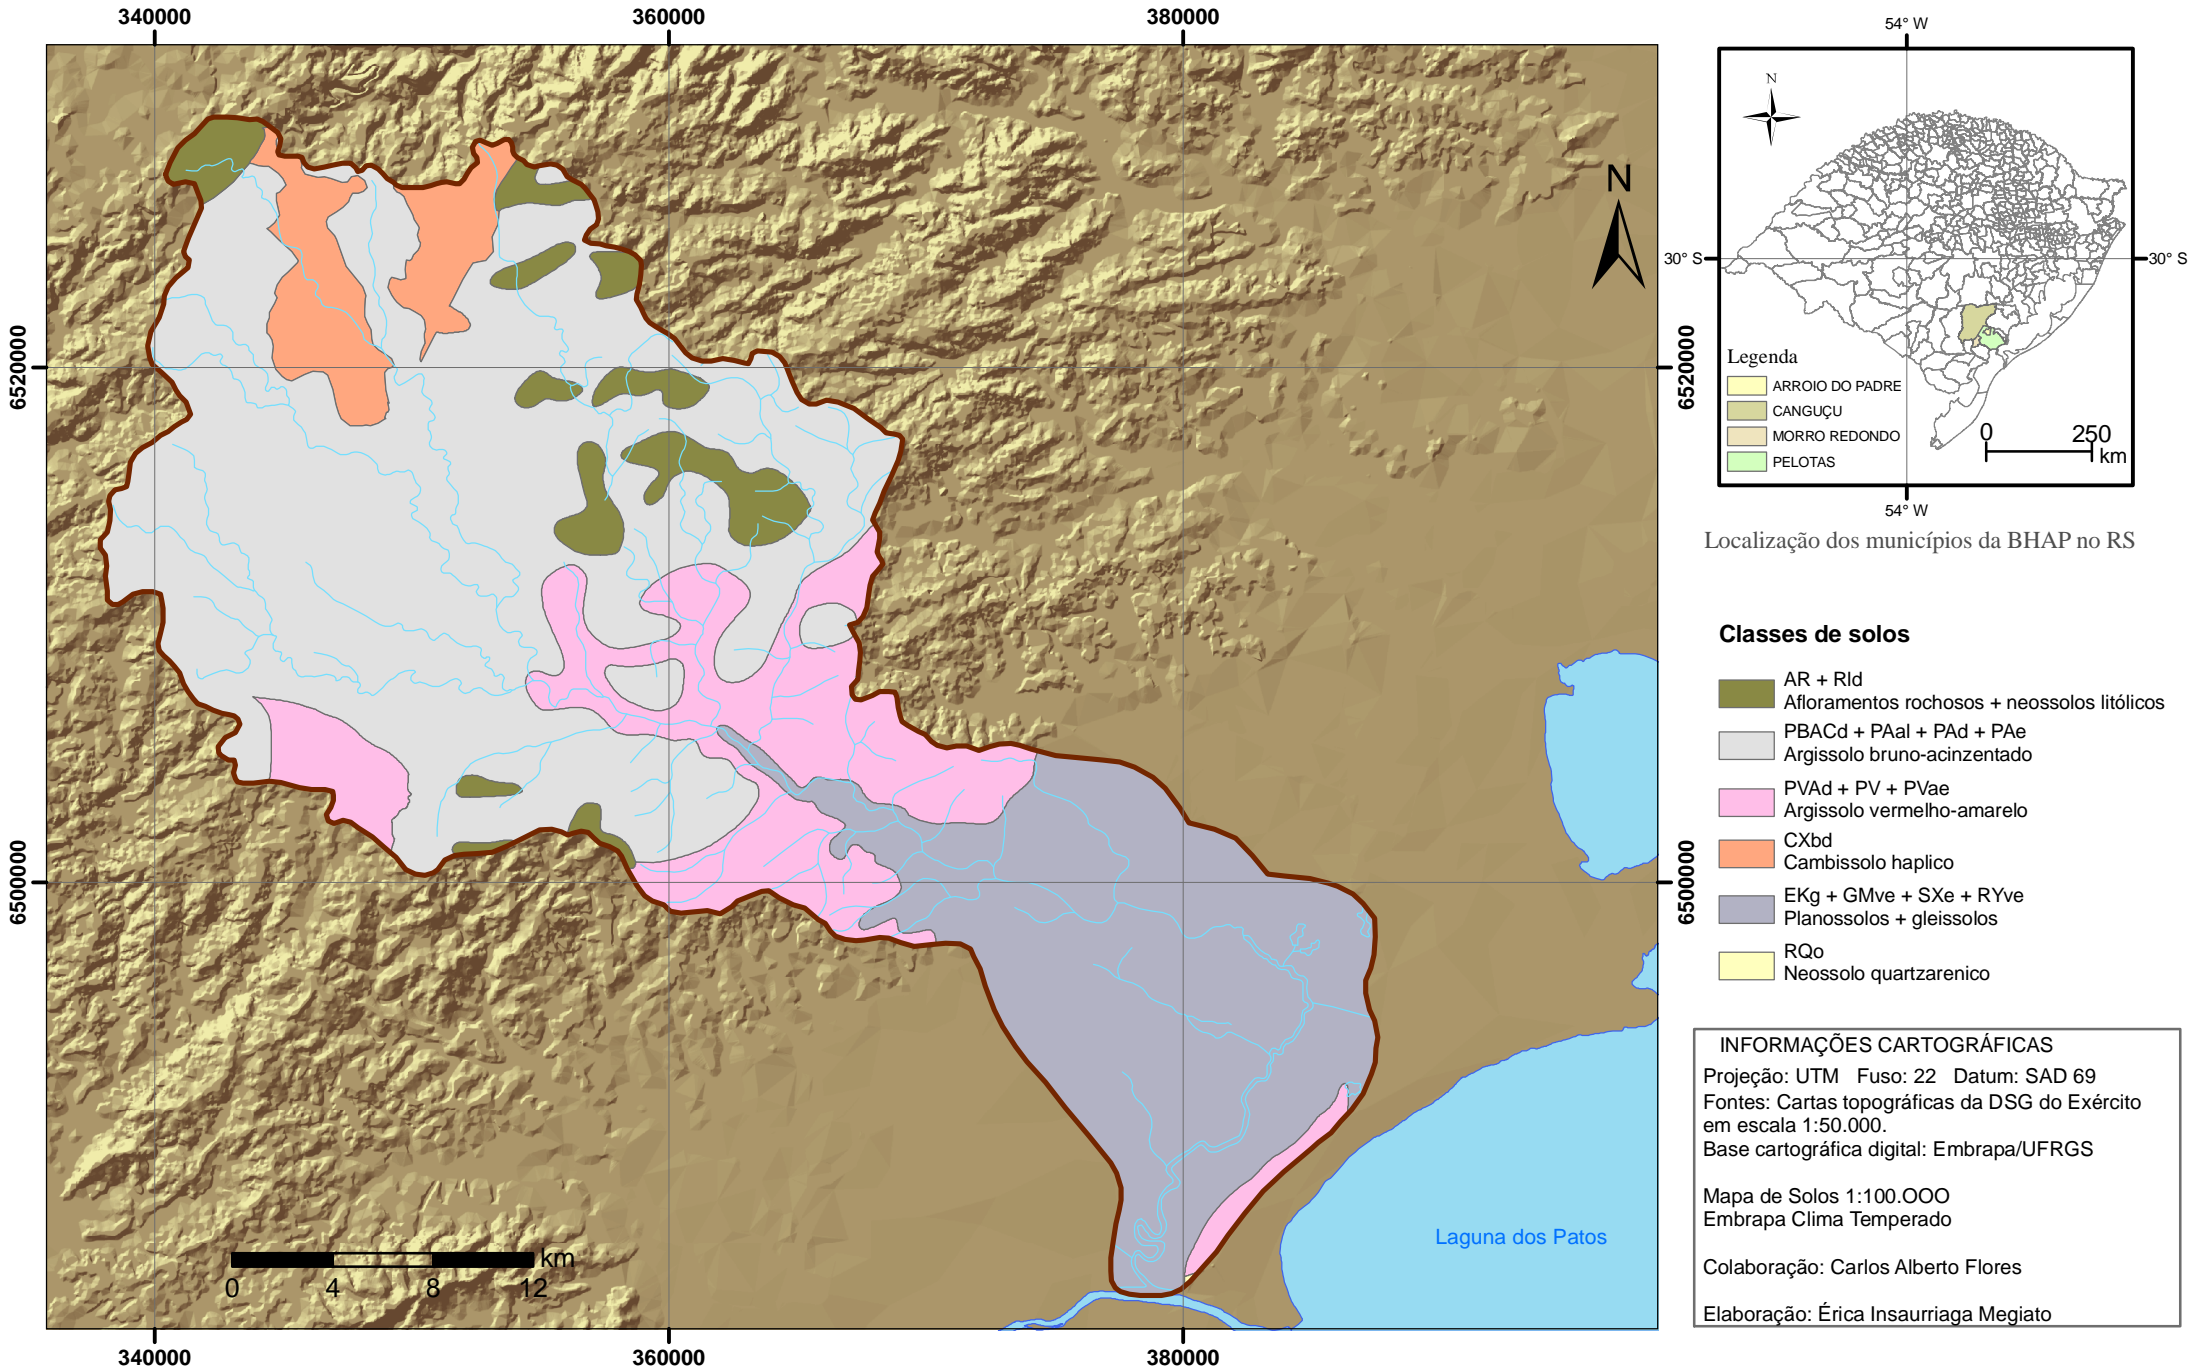 340000
360000
380000
6520000
6500000
6520000
6500000
340000
360000
380000
N
Laguna dos Patos
km
0 4 8 12
54° W
N
30° S
30° S
Legenda
ARROIO DO PADRE
CANGUÇU
MORRO REDONDO
PELOTAS
0 250
km
54° W
Localização dos municípios da BHAP no RS
Classes de solos
AR + RId
Afloramentos rochosos + neossolos litólicos
PBACd + PAal + PAd + PAe
Argissolo bruno-acinzentado
PVAd + PV + PVae
Argissolo vermelho-amarelo
CXbd
Cambissolo haplico
EKg + GMve + SXe + RYve
Planossolos + gleissolos
RQo
Neossolo quartzarenico
INFORMAÇÕES CARTOGRÁFICAS
Projeção: UTM Fuso: 22 Datum: SAD 69
Fontes: Cartas topográficas da DSG do Exército
em escala 1:50.000.
Base cartográfica digital: Embrapa/UFRGS
Mapa de Solos 1:100.OOO
Embrapa Clima Temperado
Colaboração: Carlos Alberto Flores
Elaboração: Érica Insaurriaga Megiato